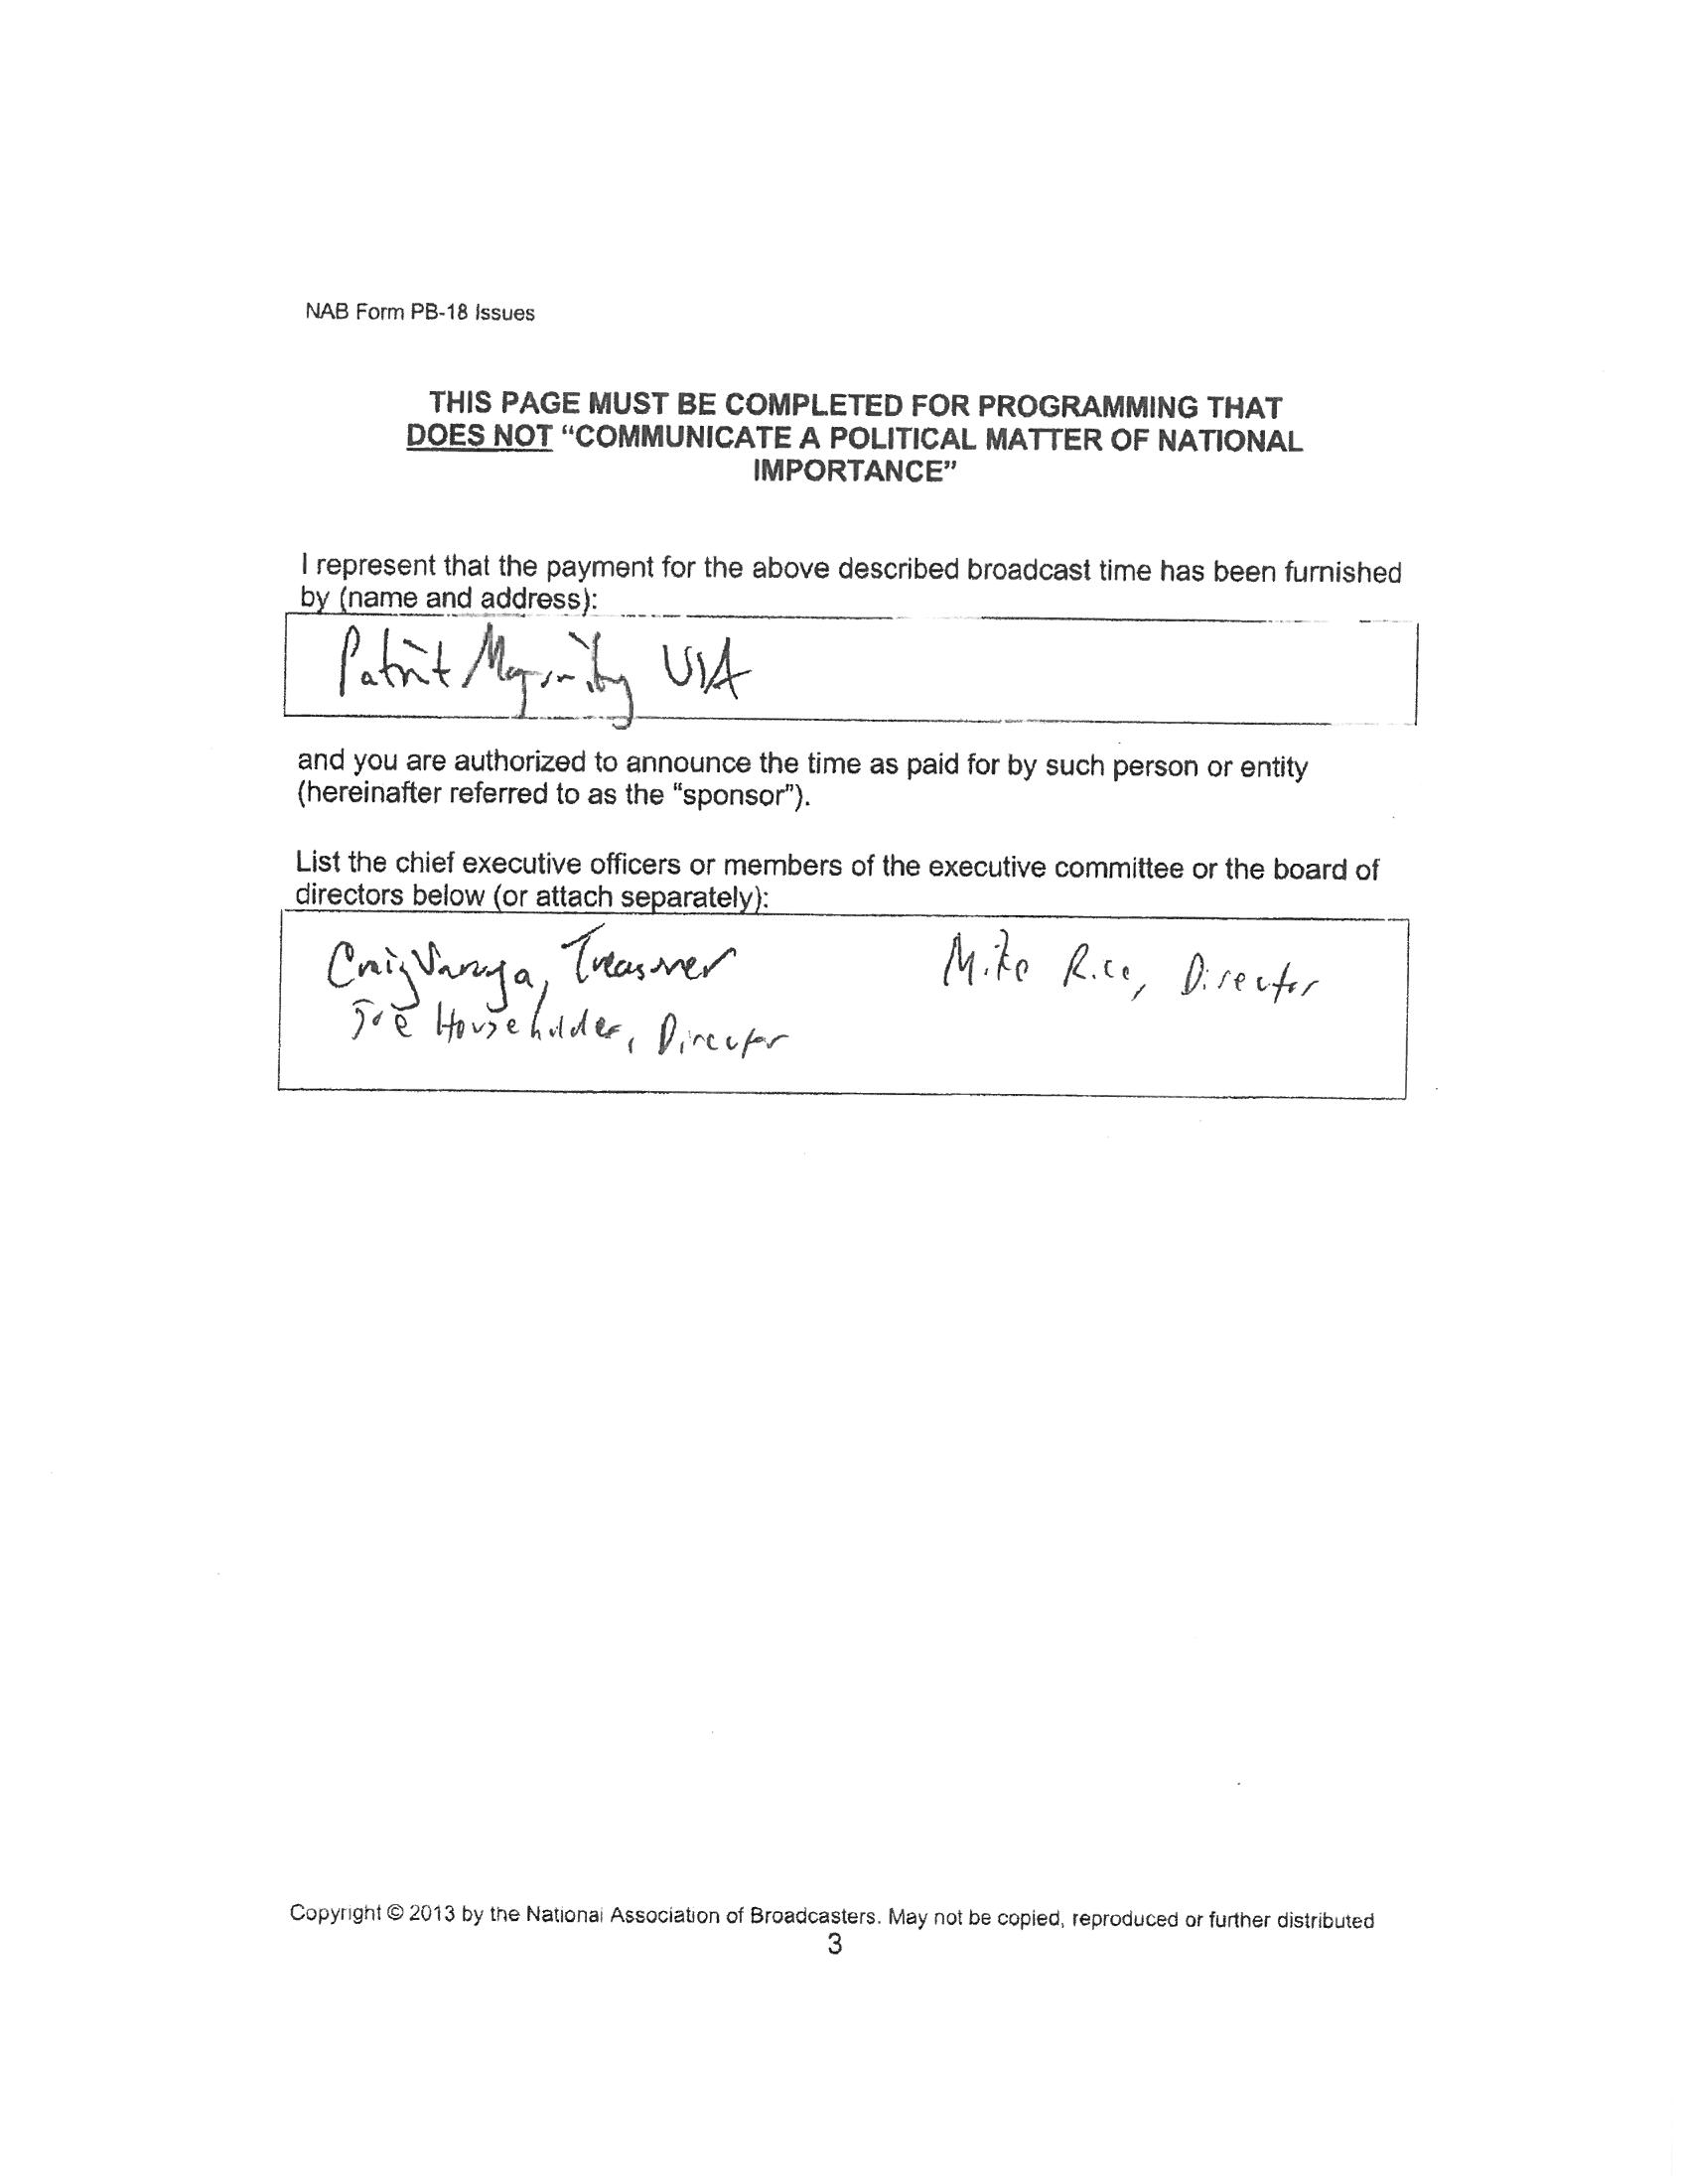 NAB Form PB-18 Issues
THIS PAGE MUST BE COMPLETED FOR PROGRAMMING THAT
DOES NOT “COMMUNICATE A POLITICAL MATTER OF NATIONAL
IMPORTANCE”
I represent that the payment for the above described broadcast time has been furnished
by (name and address):
Patriot Majority USA
and you are authorized to announce the time as paid for by such person or entity
(hereinafter referred to as the “sponsor”).
List the chief executive officers or members of the executive committee or the board of
directors below (or attach separately):
Craig Varoga, Treasurer Mike Rice, Director
Joe Householder, Director
Copyright © 2013 by the National Association of Broadcasters. May not be copied, reproduced or further distributed
3